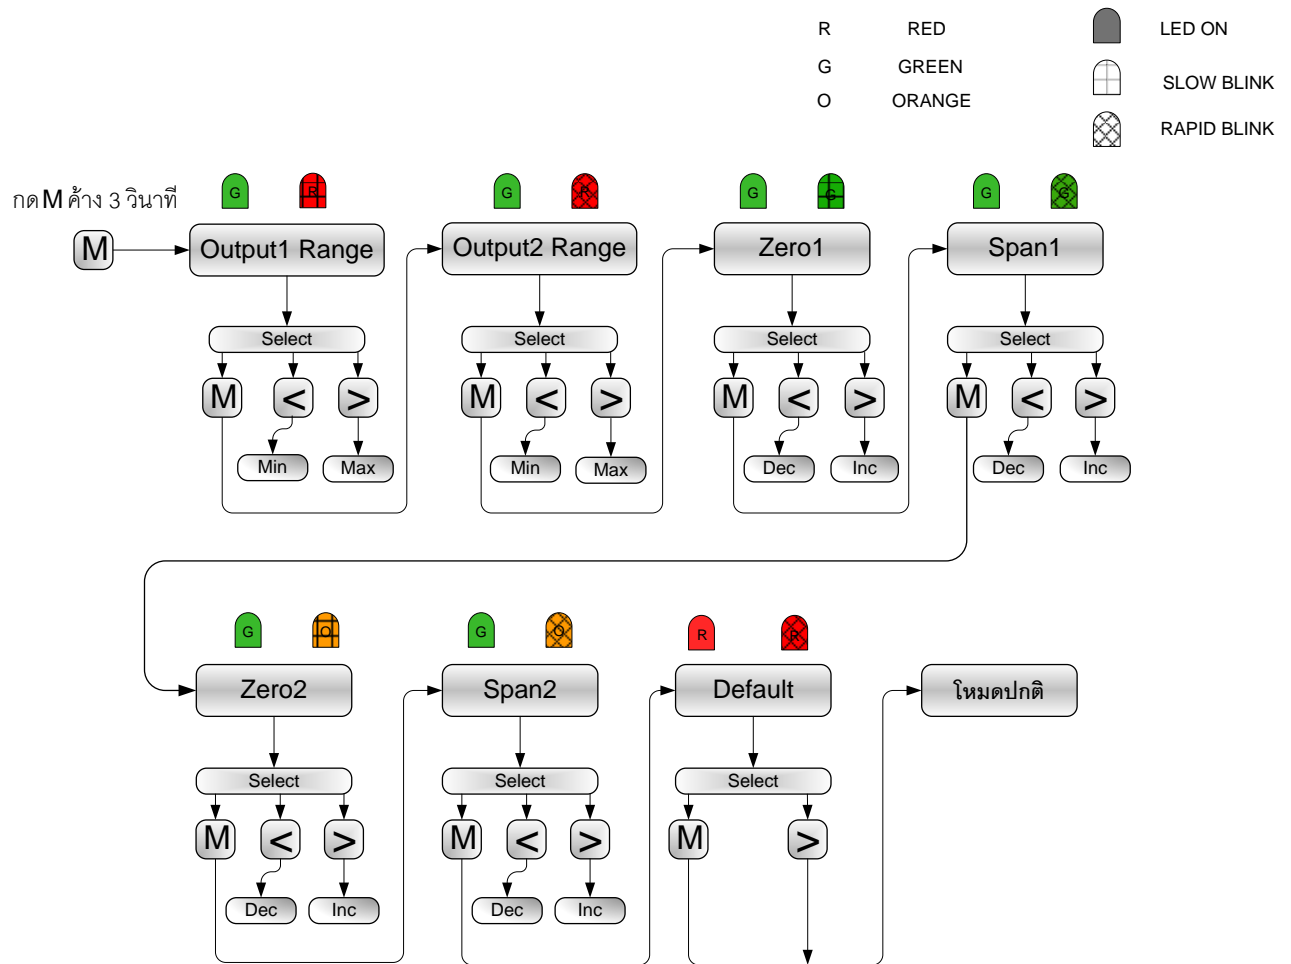 R RED LED ON
G GREEN SLOW BLINK
O ORANGE RAPID BLINK
G R G R G G G G
กด M ค้าง 3 วินาที
M Output1 Range Output2 Range Zero1 Span1
Select Select Select Select
M < > M < > M < > M < >
Min Max Min Max Dec Inc Dec Inc
G O G O R R
Zero2 Span2 Default โหมดปกติ
Select Select Select
M < > M < > M >
Dec Inc Dec Inc